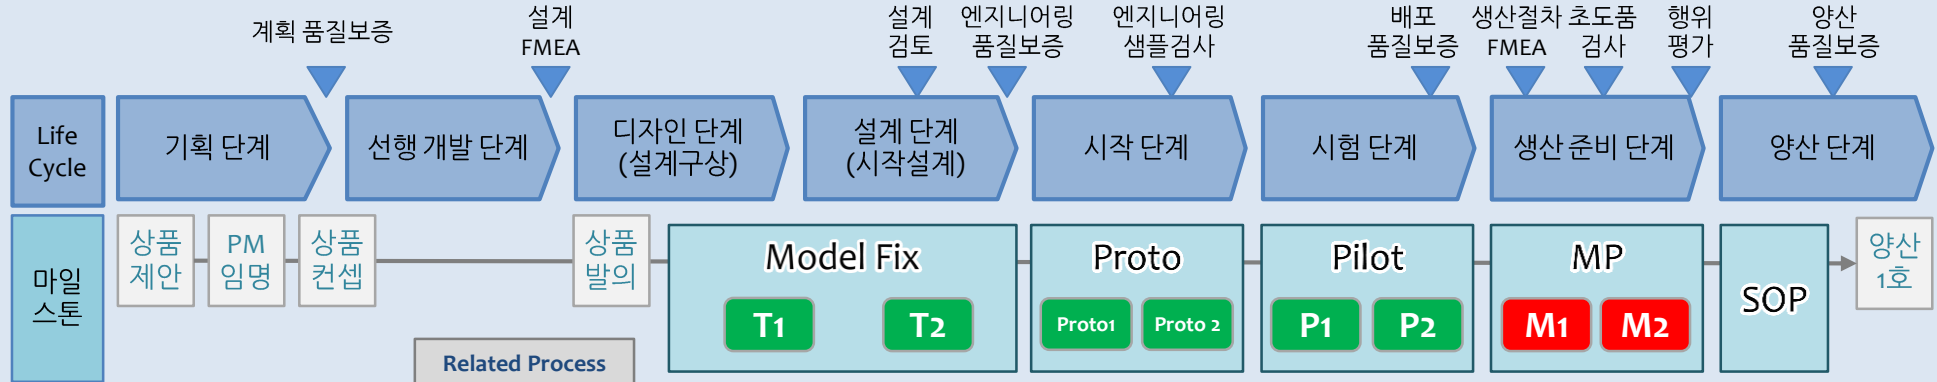 계획 품질보증
설계
FMEA
설계
검토
엔지니어링
품질보증
엔지니어링
샘플검사
배포
품질보증
생산절차
FMEA
초도품
검사
행위
평가
양산
품질보증
Life
Cycle
기획 단계
선행 개발 단계
디자인 단계
(설계구상)
설계 단계
(시작설계)
시작 단계
시험 단계
생산 준비 단계
양산 단계
마일
스톤
상품
제안
PM
임명
상품
컨셉
상품
발의
Model Fix
T1
T2
Proto
Proto1
Proto 2
Pilot
P1
P2
MP
M1
M2
SOP
양산
1호
Related Process